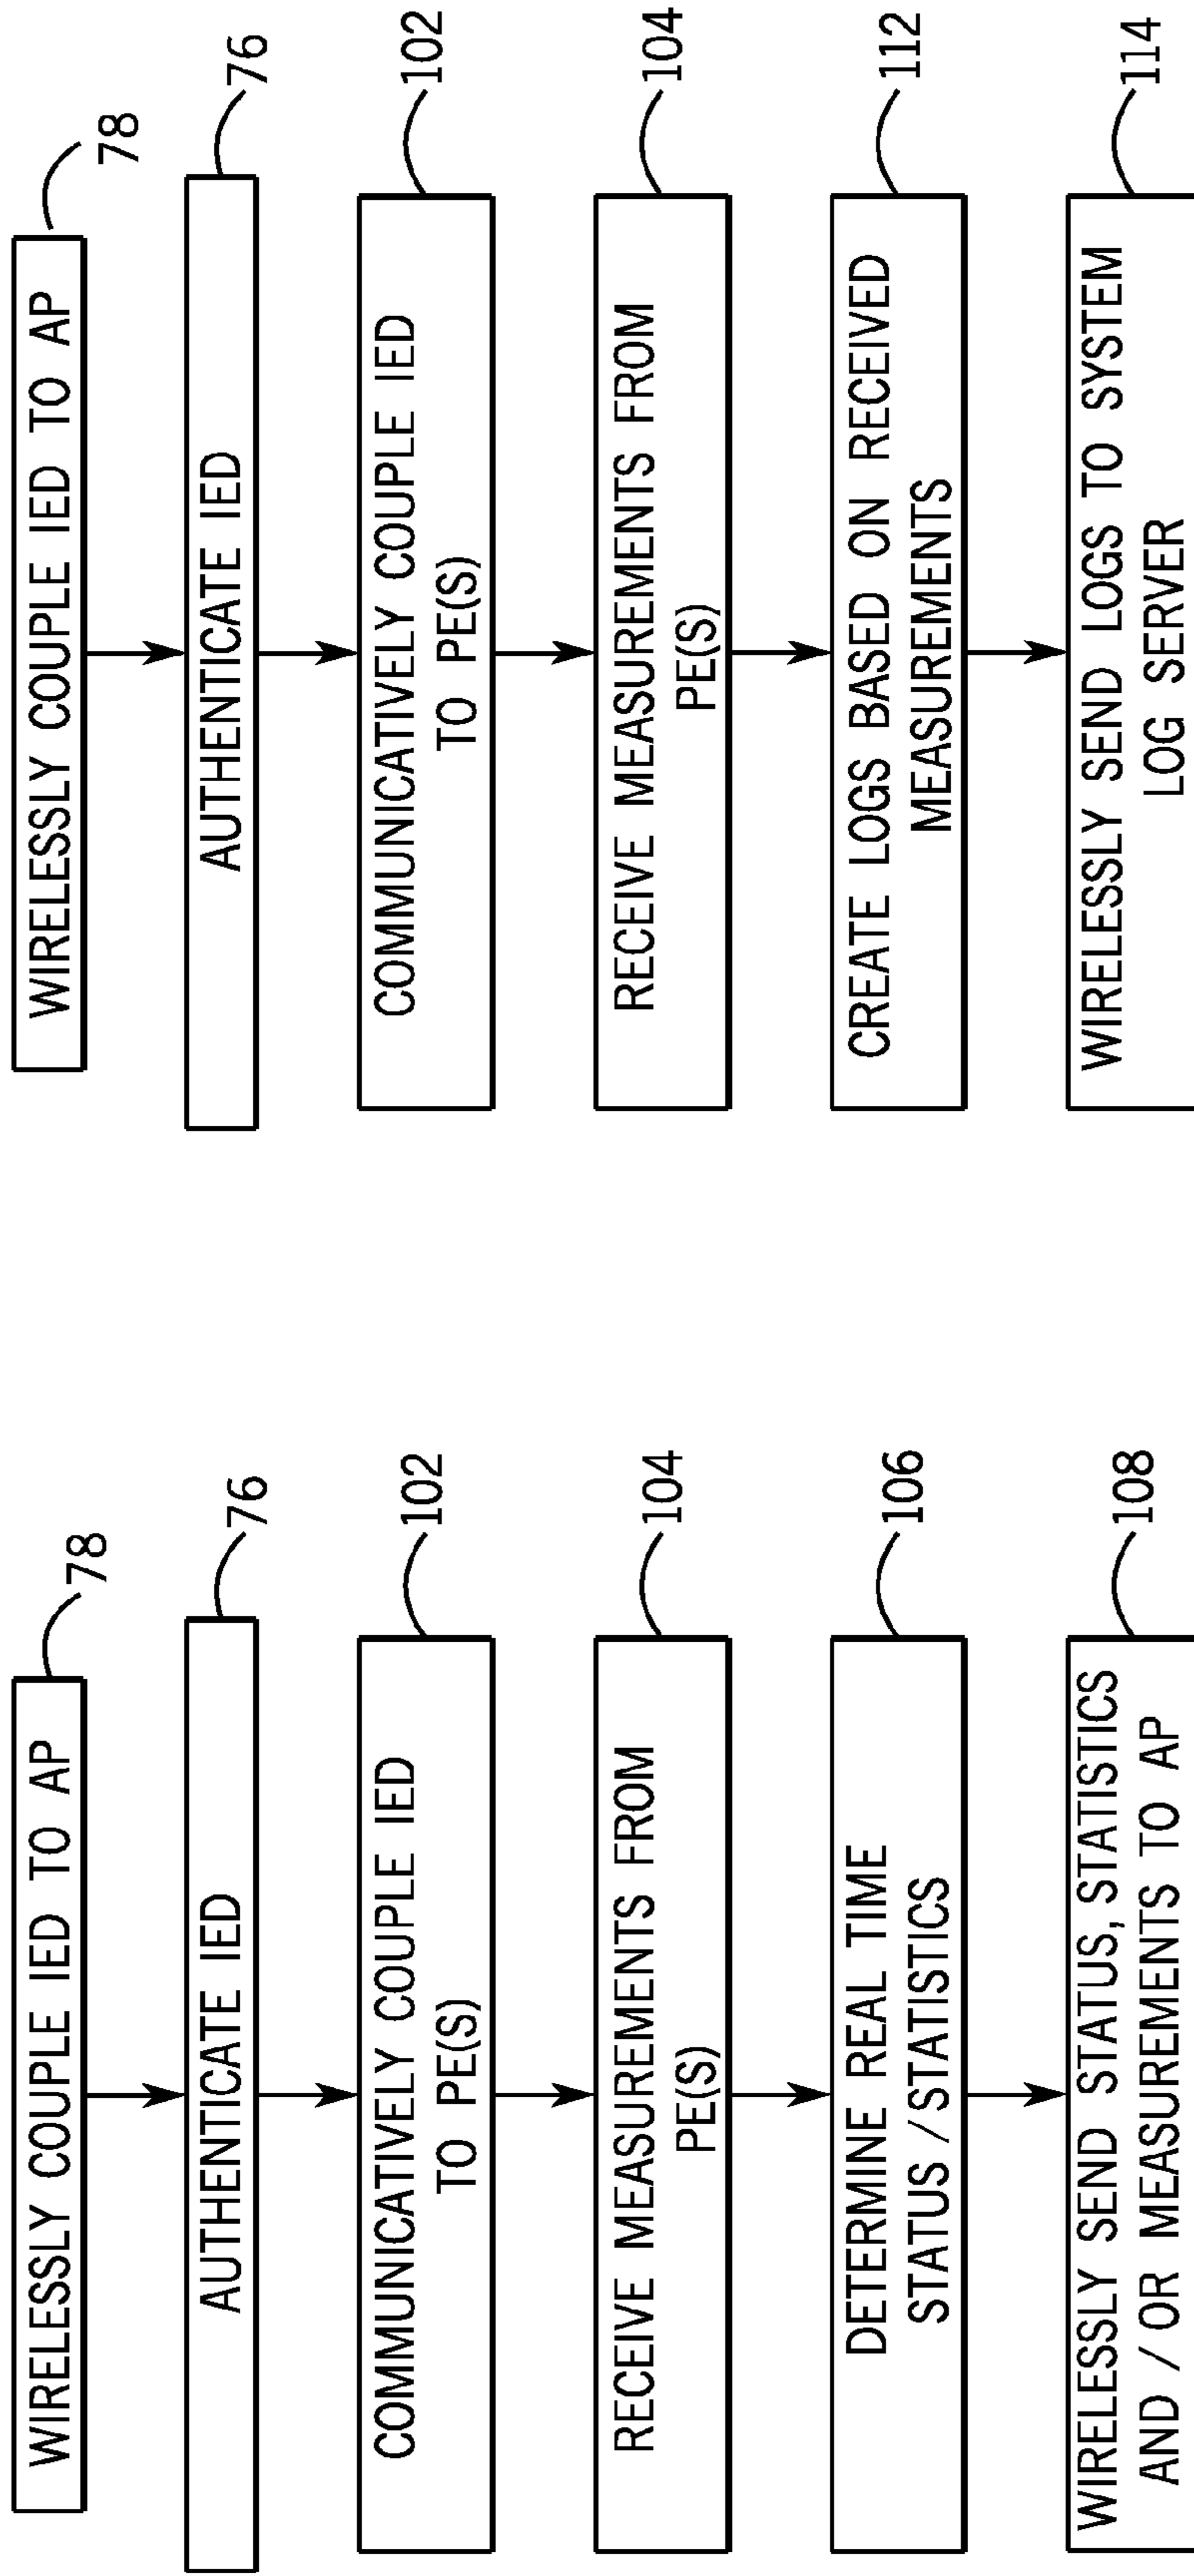 WIRELESSLY COUPLE IED TO AP
78
AUTHENTICATE IED
76
COMMUNICATIVELY COUPLE IED
TO PE(S)
102
RECEIVE MEASUREMENTS FROM
PE(S)
104
DETERMINE REAL TIME
STATUS / STATISTICS
106
WIRELESSLY SEND STATUS, STATISTICS
AND / OR MEASUREMENTS TO AP
108
WIRELESSLY COUPLE IED TO AP
78
AUTHENTICATE IED
76
COMMUNICATIVELY COUPLE IED
TO PE(S)
102
RECEIVE MEASUREMENTS FROM
PE(S)
104
CREATE LOGS BASED ON RECEIVED
MEASUREMENTS
112
WIRELESSLY SEND LOGS TO SYSTEM
LOG SERVER
114